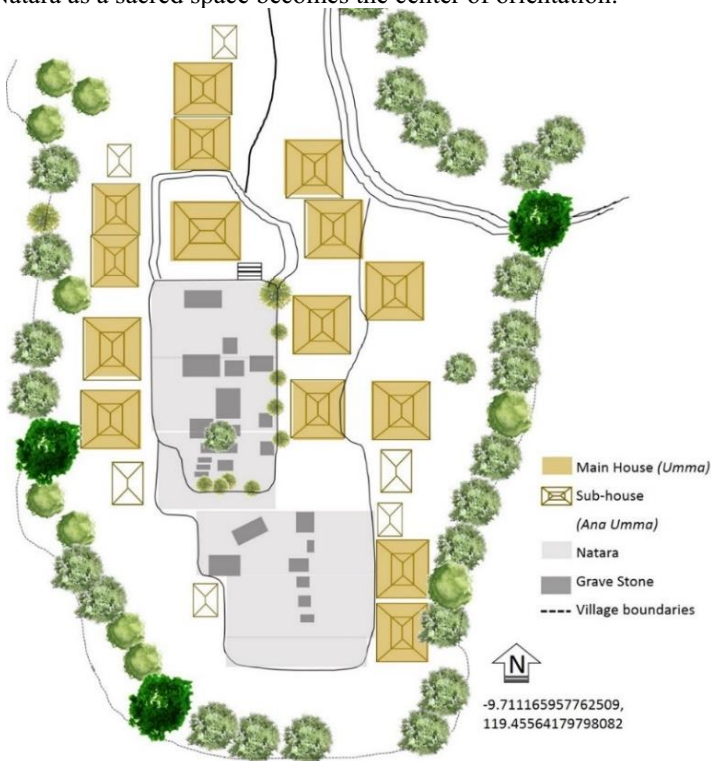 Natara as a sacred space becomes the center of orientation.
Main House (Umma)
Sub-house
(Ana Umma)
Natara
Grave Stone
Village boundaries
N
-9.711165957762509,
119.45564179798082